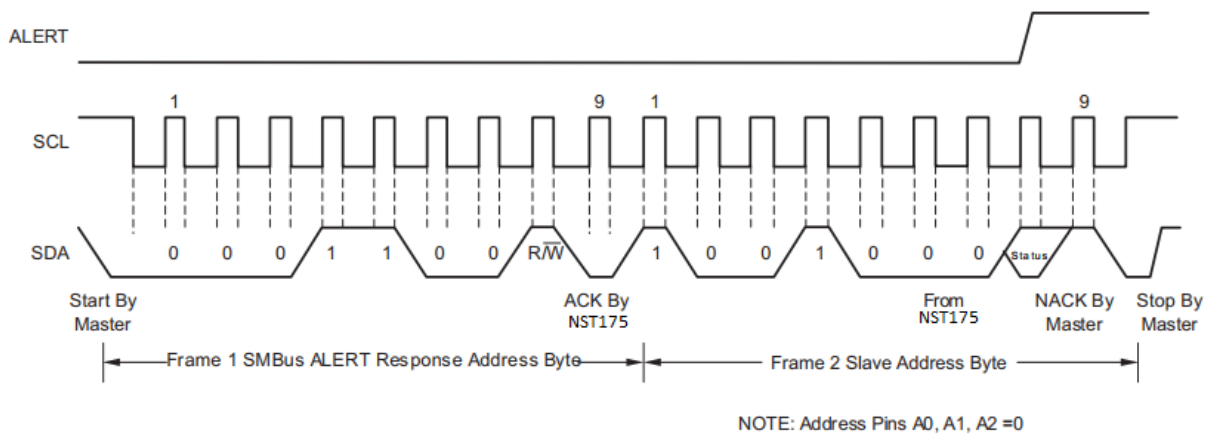 ALERT
1 9 1 9
SCL
SDA 0 0 0 1 1 0 0 R/W̅ 1 0 0 1 0 0 0 Status
Start By Master
ACK By NST175
From NST175
NACK By Master
Stop By Master
Frame 1 SMBus ALERT Response Address Byte
Frame 2 Slave Address Byte
NOTE: Address Pins A0, A1, A2 =0